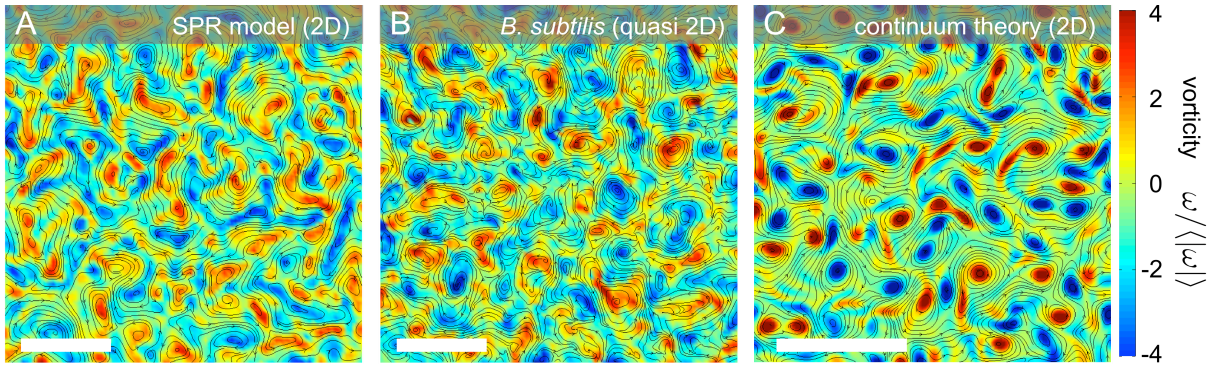 A SPR model (2D)
B B. subtilis (quasi 2D)
C continuum theory (2D)
4
2
0
-2
-4
vorticity ω/⟨|ω|⟩